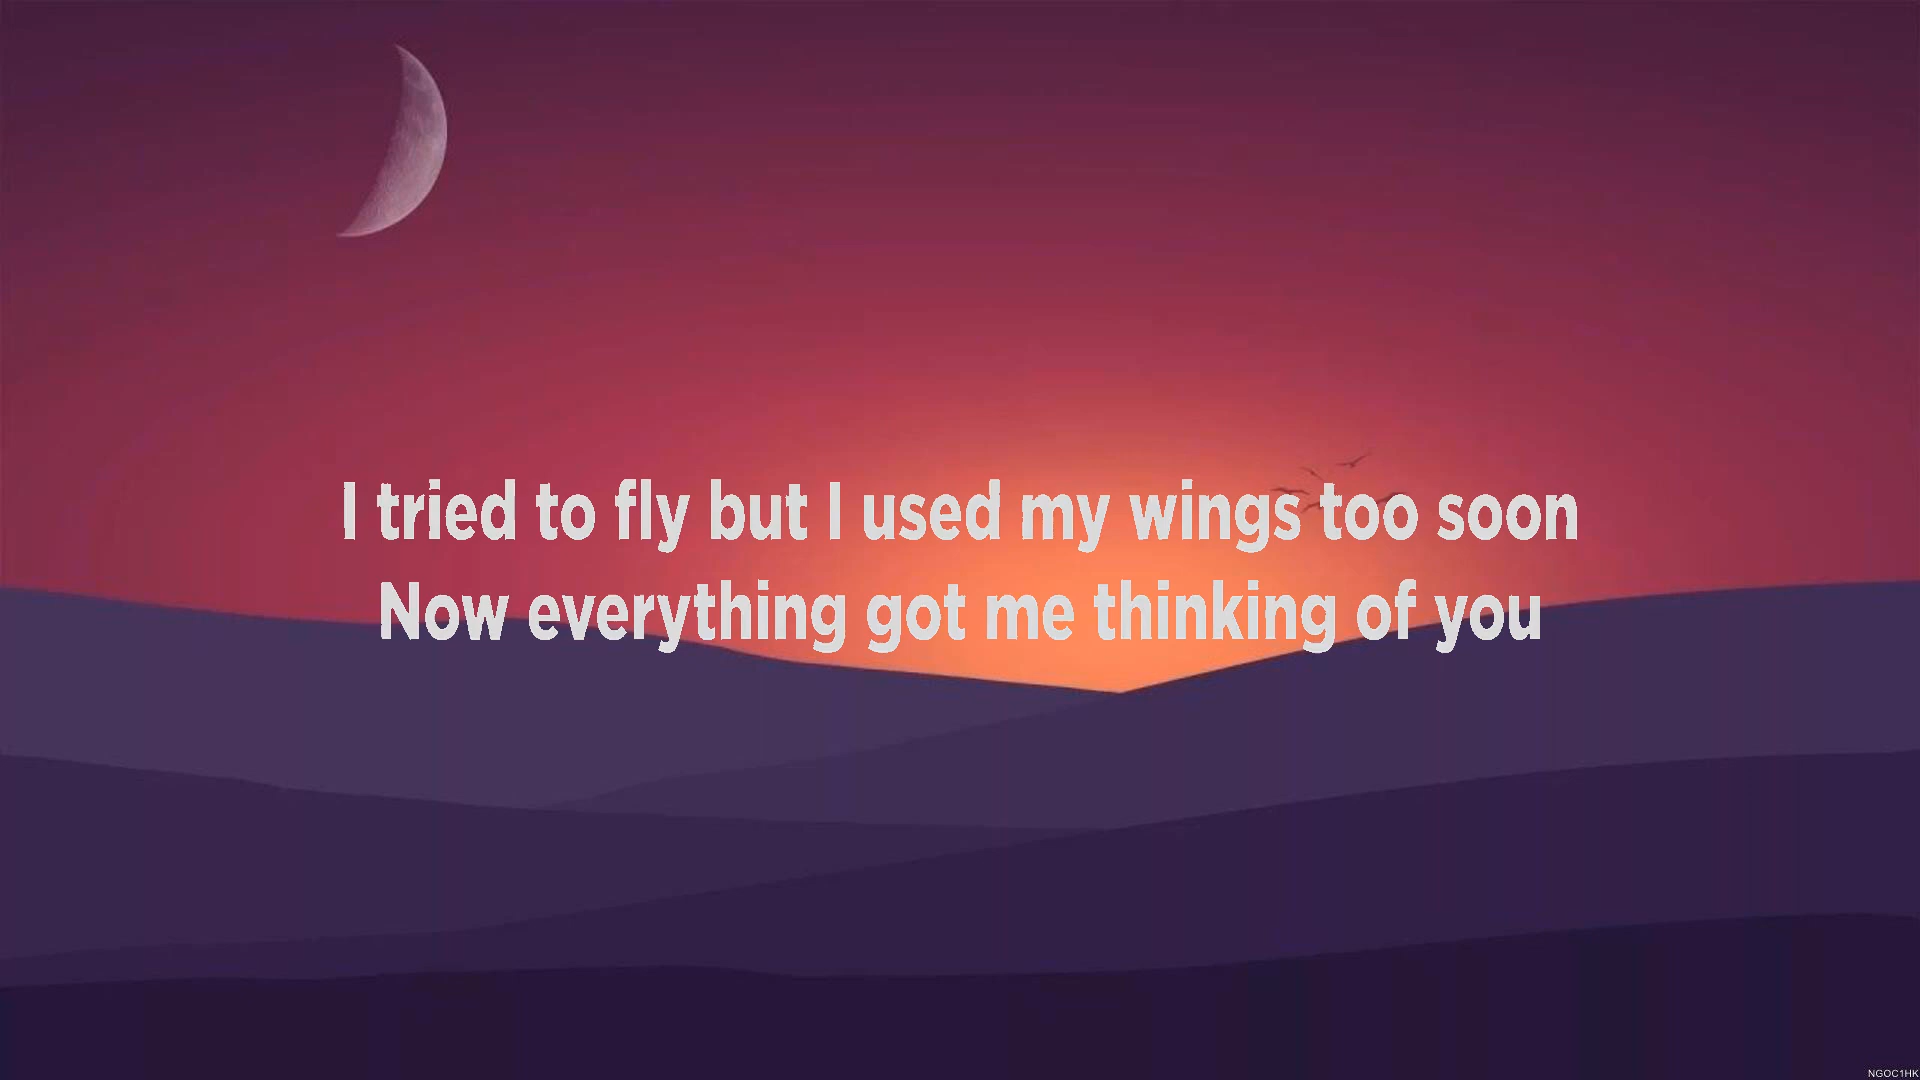 I tried to fly but I used my wings too soon
Now everything got me thinking of you
NGOC1HK